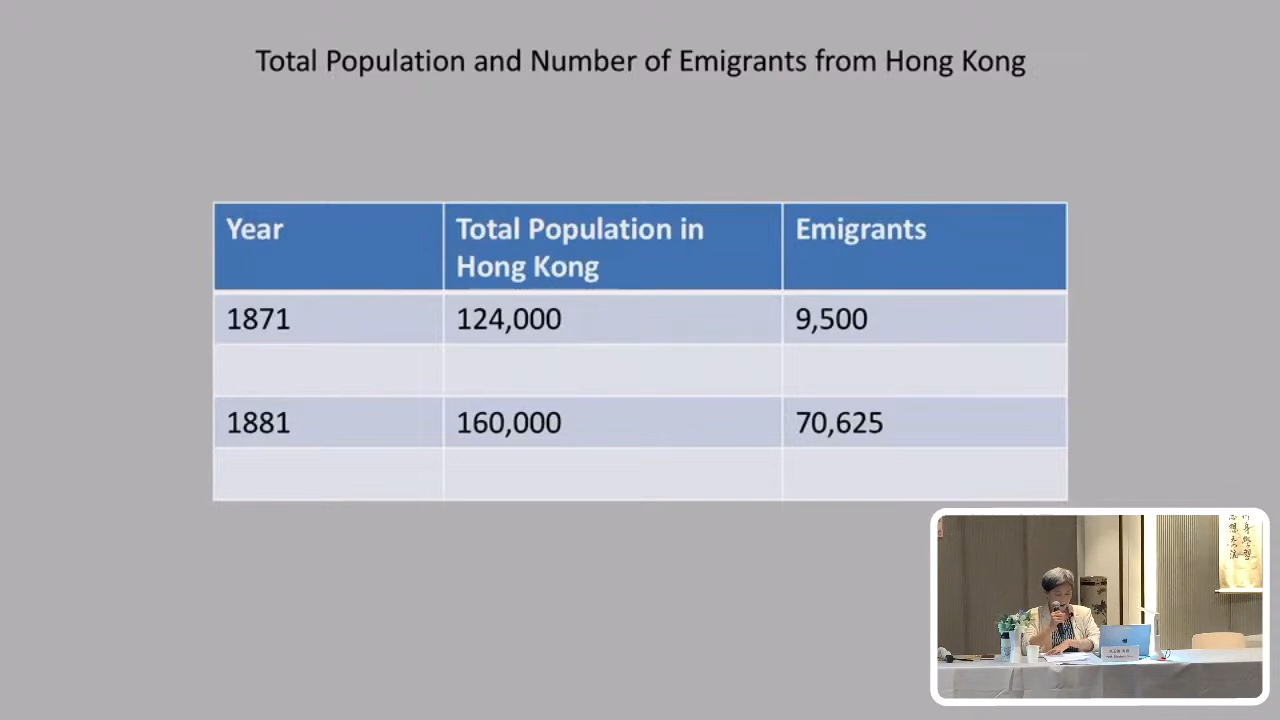 Total Population and Number of Emigrants from Hong Kong
Year
Total Population in
Hong Kong
Emigrants
1871
124,000
9,500
1881
160,000
70,625